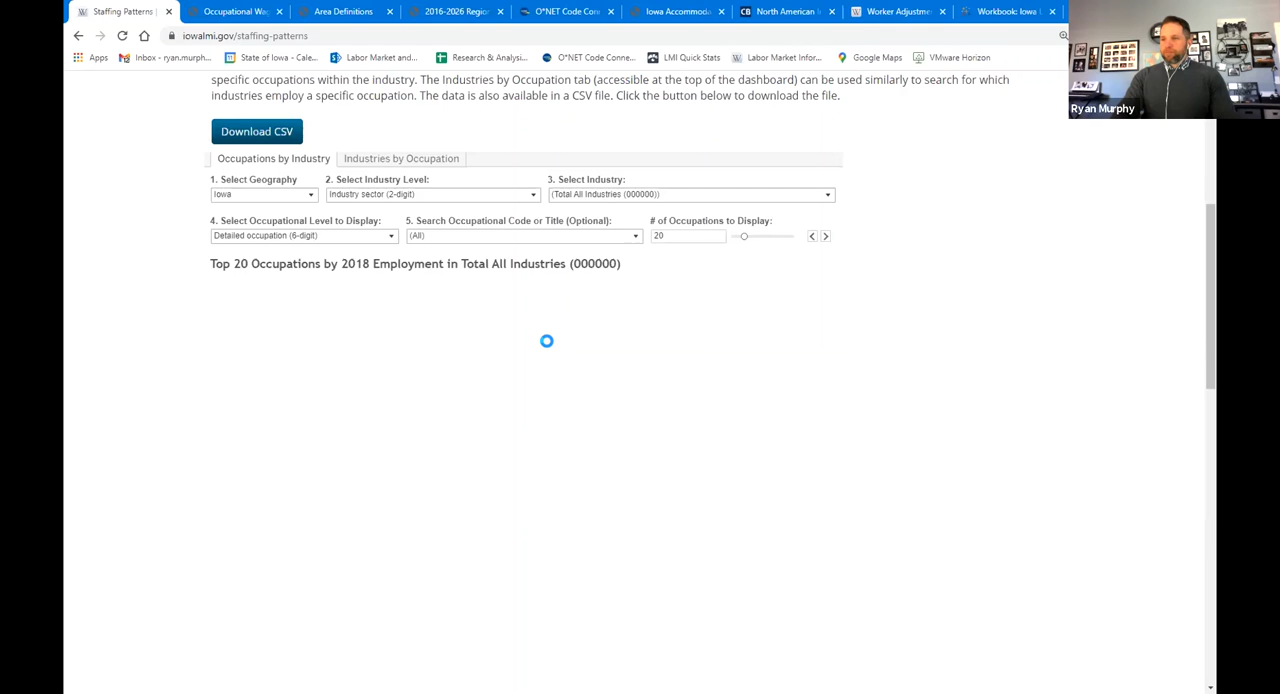 Staffing Patterns |
Occupational Wag
Area Definitions
2016-2026 Regio
O*NET Code Con
Iowa Accommoda
North American I
Worker Adjustme
Workbook: Iowa L
iowalmi.gov/staffing-patterns
Apps
Inbox - ryan.murph...
State of Iowa - Cale...
Labor Market and...
Research & Analysi...
O*NET Code Conne...
LMI Quick Stats
Labor Market Infor...
Google Maps
VMware Horizon
Ryan Murphy
specific occupations within the industry. The Industries by Occupation tab (accessible at the top of the dashboard) can be used similarly to search for which
industries employ a specific occupation. The data is also available in a CSV file. Click the button below to download the file.
Download CSV
Occupations by Industry
Industries by Occupation
1. Select Geography
2. Select Industry Level:
3. Select Industry:
Iowa
Industry sector (2-digit)
(Total All Industries (000000))
4. Select Occupational Level to Display:
5. Search Occupational Code or Title (Optional):
# of Occupations to Display:
Detailed occupation (6-digit)
(All)
20
Top 20 Occupations by 2018 Employment in Total All Industries (000000)